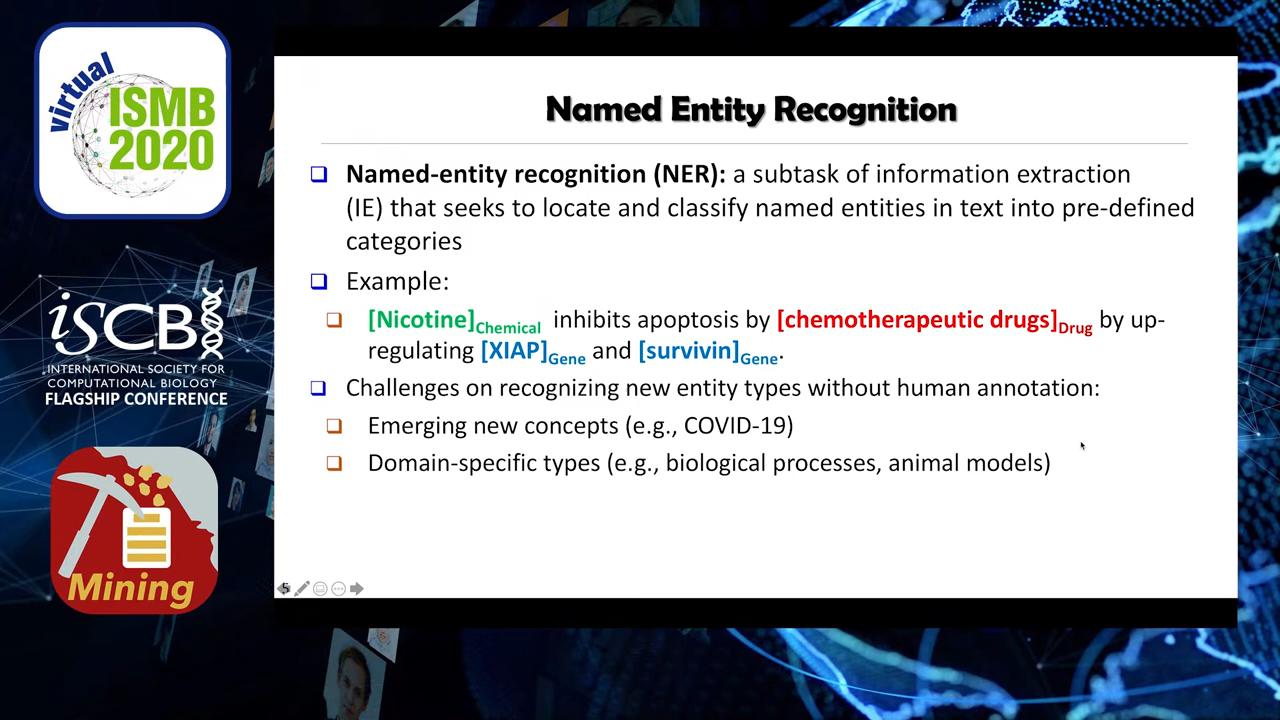 virtual
ISMB
2020
iSCB
INTERNATIONAL SOCIETY FOR
COMPUTATIONAL BIOLOGY
FLAGSHIP CONFERENCE
Mining
Named Entity Recognition
Named-entity recognition (NER): a subtask of information extraction
(IE) that seeks to locate and classify named entities in text into pre-defined
categories
Example:
[Nicotine]Chemical inhibits apoptosis by [chemotherapeutic drugs]Drug by up-
regulating [XIAP]Gene and [survivin]Gene.
Challenges on recognizing new entity types without human annotation:
Emerging new concepts (e.g., COVID-19)
Domain-specific types (e.g., biological processes, animal models)
5